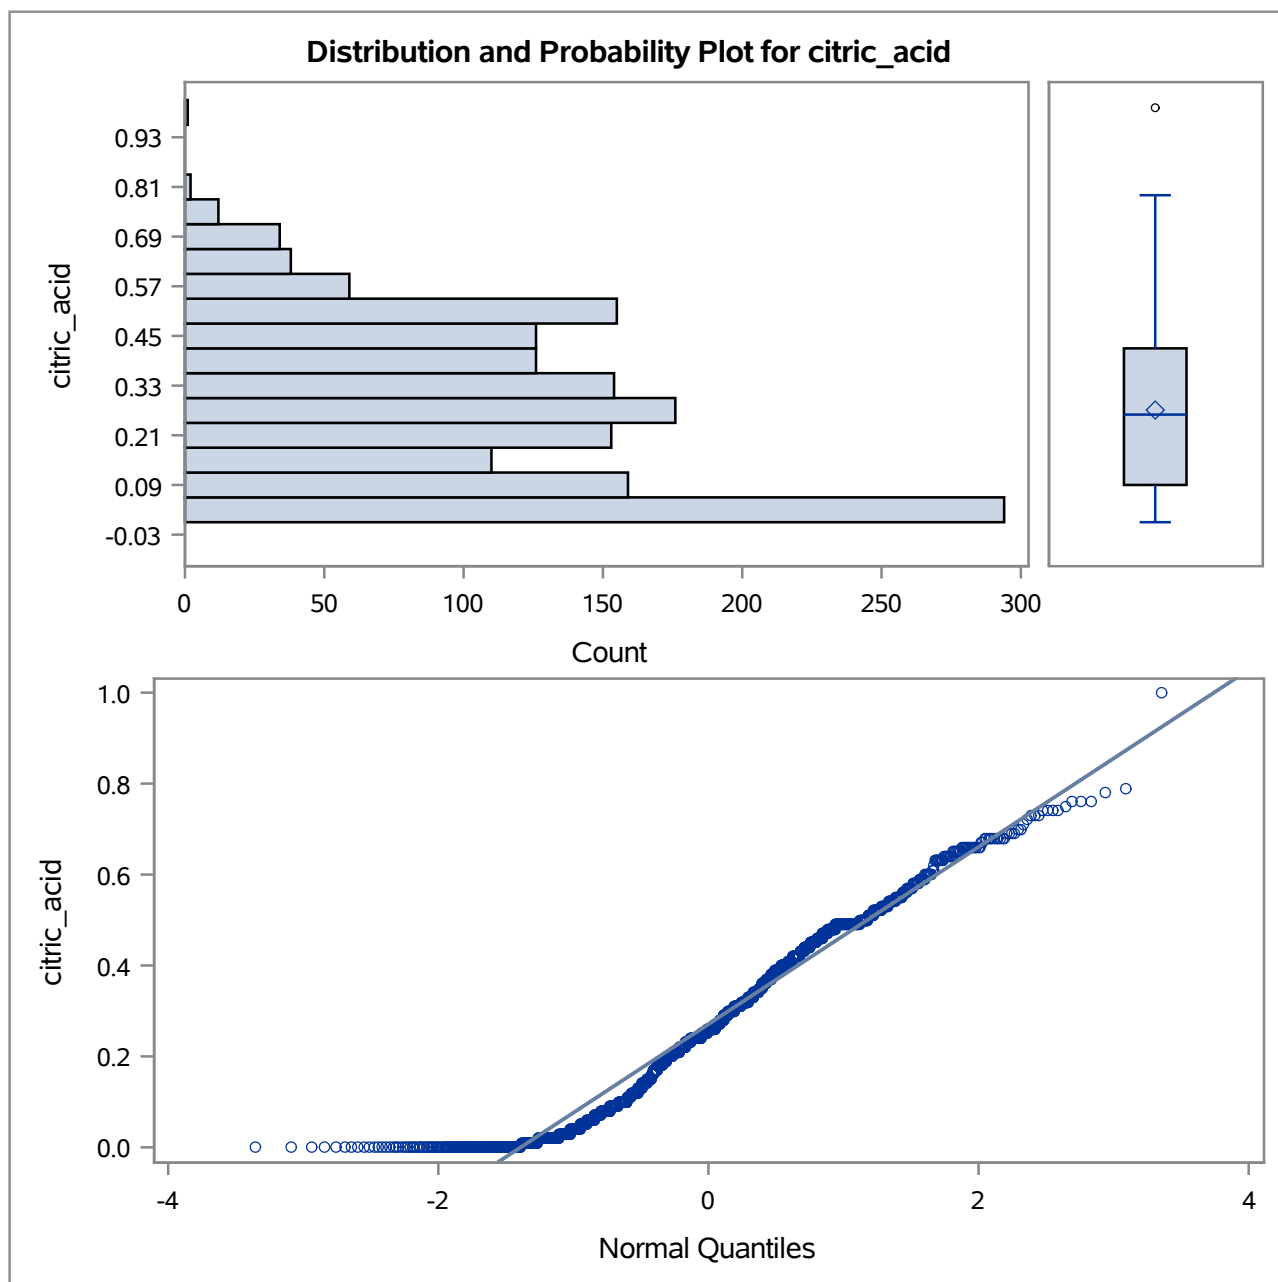 Distribution and Probability Plot for citric_acid
citric_acid
0.93
0.81
0.69
0.57
0.45
0.33
0.21
0.09
-0.03
0 50 100 150 200 250 300
Count
citric_acid
1.0
0.8
0.6
0.4
0.2
0.0
-4 -2 0 2 4
Normal Quantiles